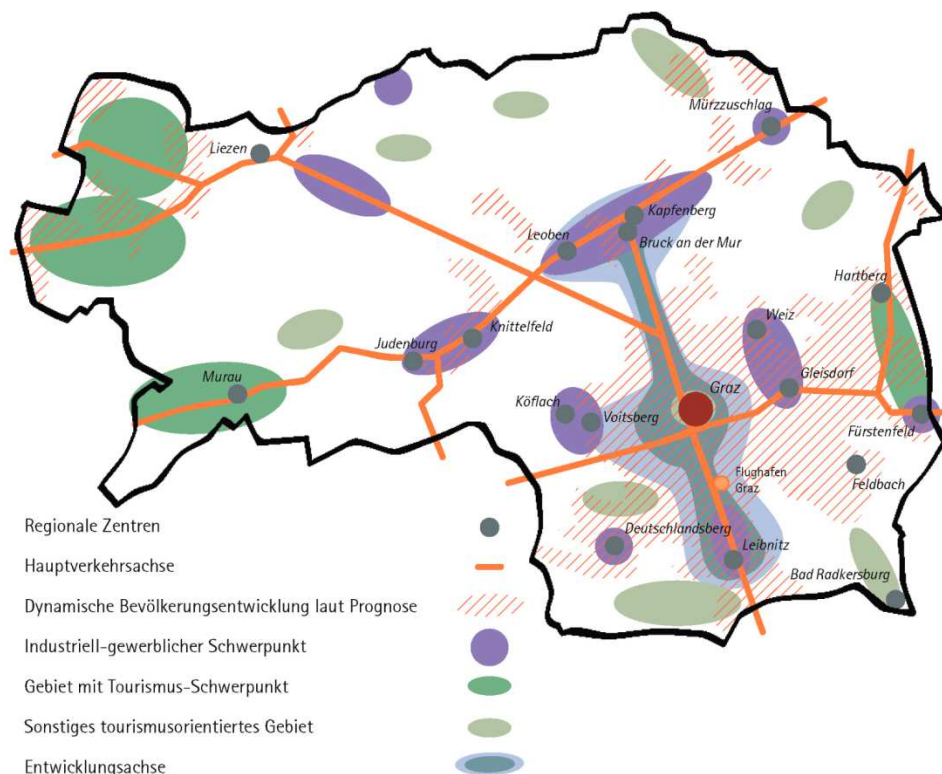 Mürzzuschlag
Liezen
Kapfenberg
Leoben
Bruck an der Mur
Hartberg
Weiz
Knittelfeld
Judenburg
Murau
Graz
Gleisdorf
Köflach
Voitsberg
Fürstenfeld
Flughafen
Graz
Feldbach
Deutschlandsberg
Leibnitz
Bad Radkersburg
Regionale Zentren
Hauptverkehrsachse
Dynamische Bevölkerungsentwicklung laut Prognose
Industriell-gewerblicher Schwerpunkt
Gebiet mit Tourismus-Schwerpunkt
Sonstiges tourismusorientiertes Gebiet
Entwicklungsachse